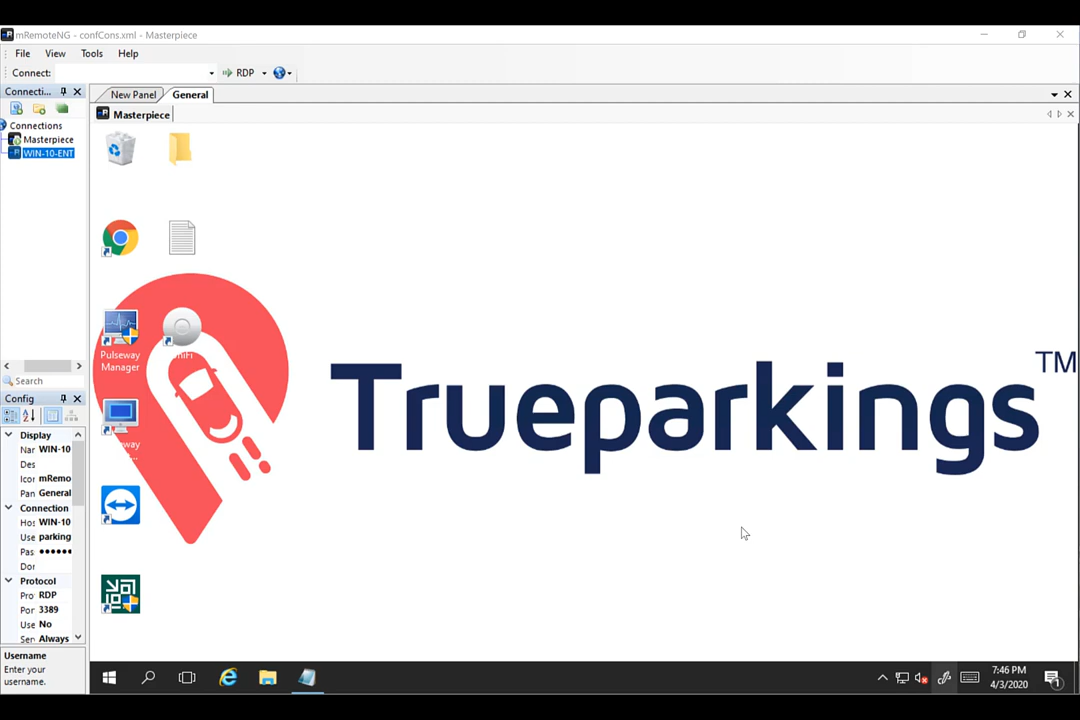 mRemoteNG - confCons.xml - Masterpiece
File View Tools Help
Connect: RDP
Connecti...
New Panel General
Masterpiece
Connections
Masterpiece
WIN-10-ENT
Search
Config
Display
Nar WIN-10
Des
Icor mRemo
Pan General
Connection
Hos WIN-10
Use parking
Pas ●●●●●●
Dor
Protocol
Pro RDP
Por 3389
Use No
Ser Always
Username
Enter your
username.
Pulseway
Manager
Trueparkings
TM
7:46 PM
4/3/2020
1